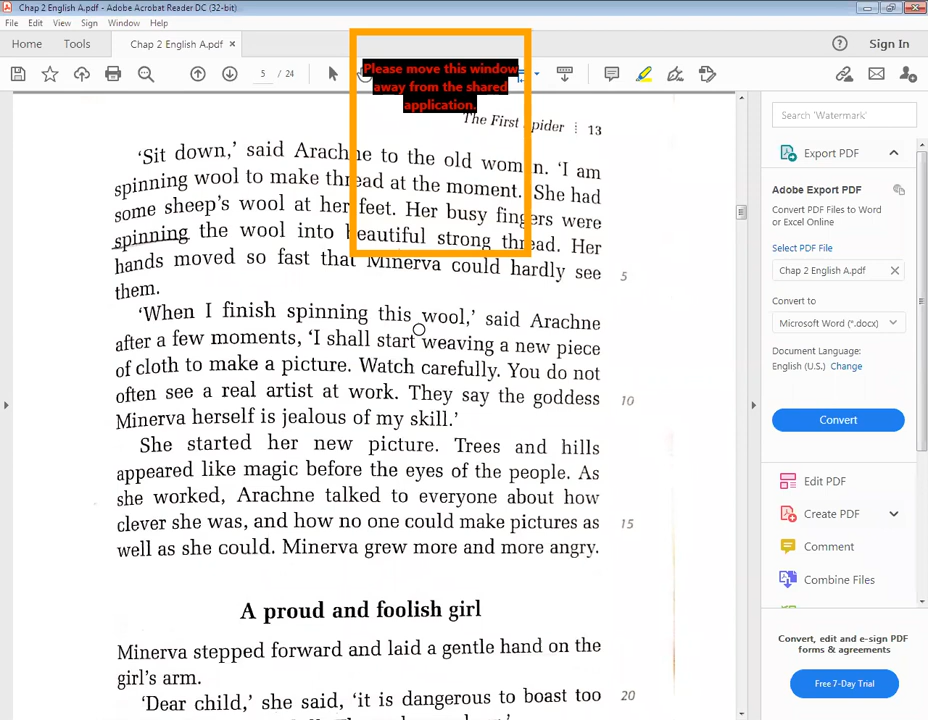 Chap 2 English A.pdf - Adobe Acrobat Reader DC (32-bit)
File Edit View Sign Window Help
Home Tools Chap 2 English A.pdf × Sign In
5 / 24
Please move this window
away from the shared
application.
The First Spider 13
'Sit down,' said Arachne to the old woman. 'I am
spinning wool to make thread at the moment.' She had
some sheep's wool at her feet. Her busy fingers were
spinning the wool into beautiful strong thread. Her
hands moved so fast that Minerva could hardly see 5
them.
'When I finish spinning this wool,' said Arachne
after a few moments, 'I shall start weaving a new piece
of cloth to make a picture. Watch carefully. You do not
often see a real artist at work. They say the goddess 10
Minerva herself is jealous of my skill.'
She started her new picture. Trees and hills
appeared like magic before the eyes of the people. As
she worked, Arachne talked to everyone about how
clever she was, and how no one could make pictures as 15
well as she could. Minerva grew more and more angry.
A proud and foolish girl
Minerva stepped forward and laid a gentle hand on the
girl's arm.
'Dear child,' she said, 'it is dangerous to boast too 20
Search 'Watermark'
Export PDF
Adobe Export PDF
Convert PDF Files to Word
or Excel Online
Select PDF File
Chap 2 English A.pdf
Convert to
Microsoft Word (*.docx)
Document Language:
English (U.S.) Change
Convert
Edit PDF
Create PDF
Comment
Combine Files
Convert, edit and e-sign PDF
forms & agreements
Free 7-Day Trial